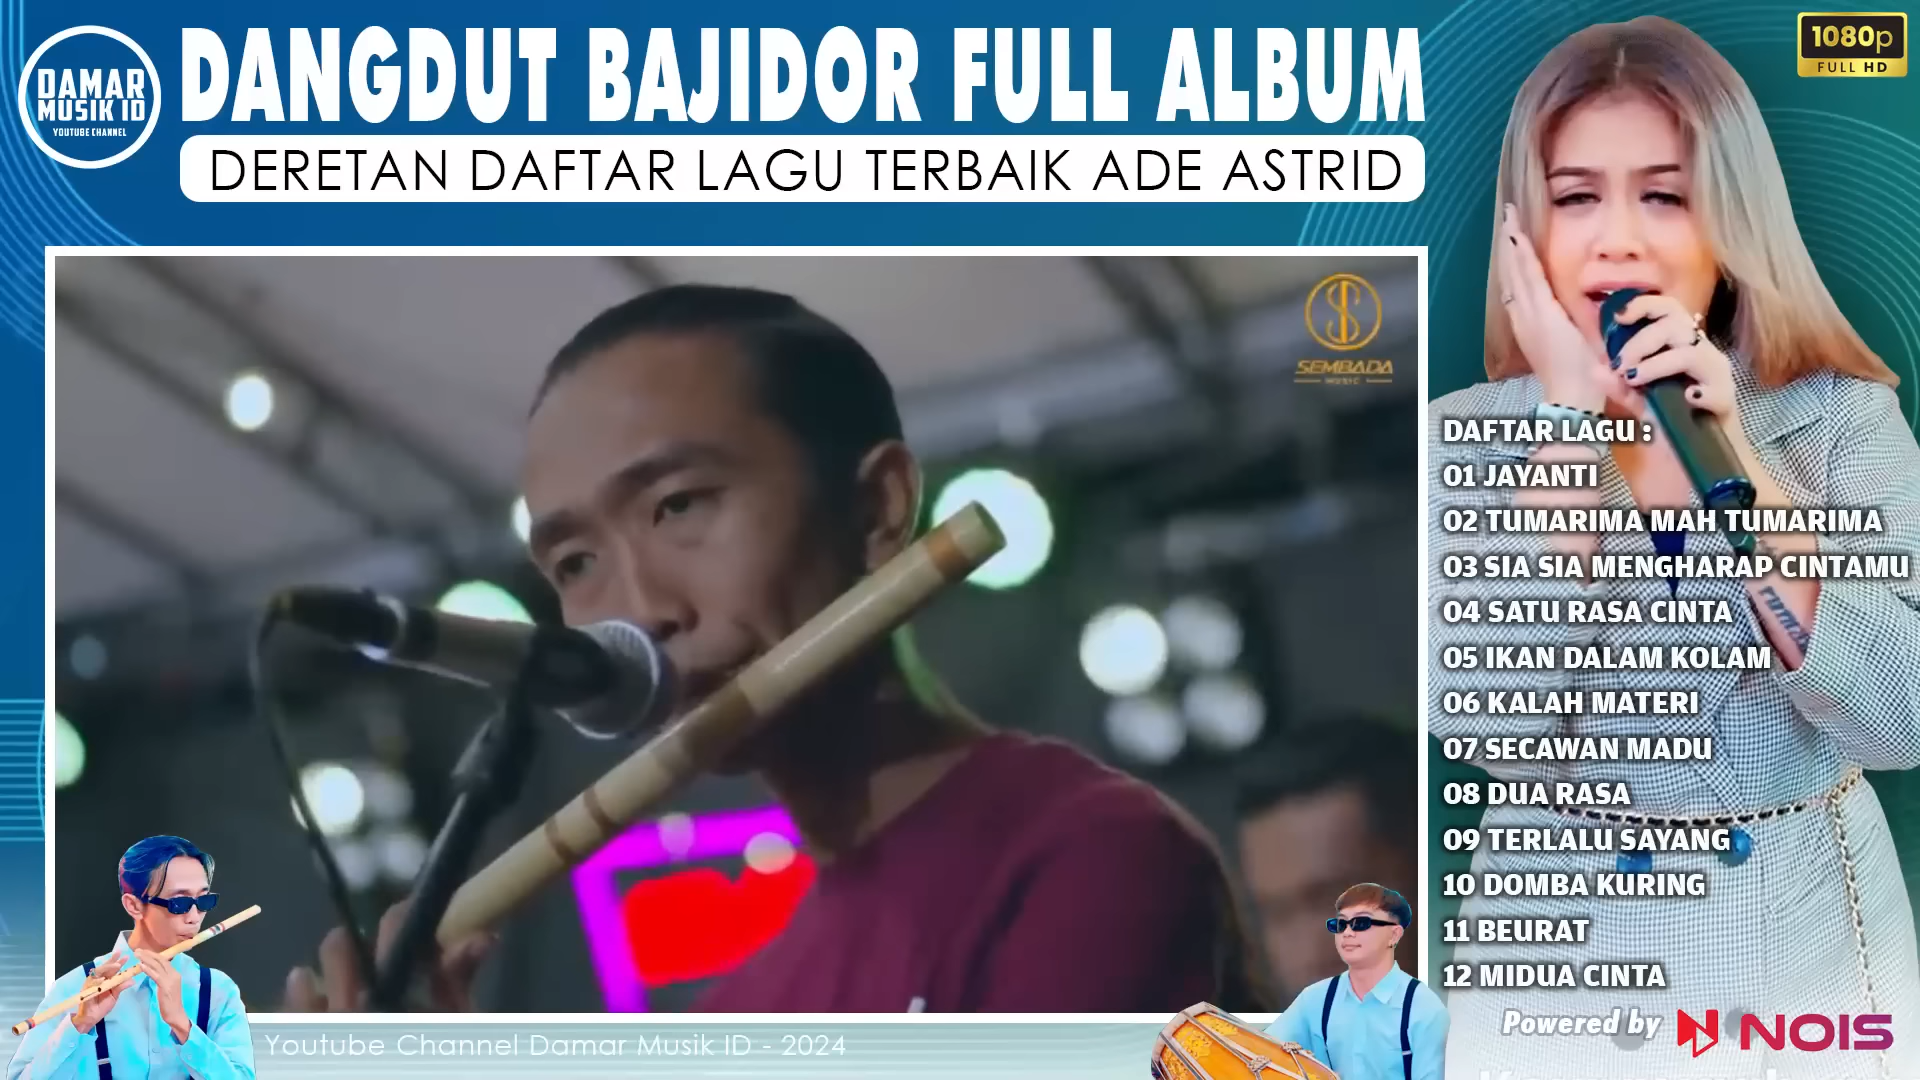 DAMAR
MUSIK ID
YOUTUBE CHANNEL
DANGDUT BAJIDOR FULL ALBUM
DERETAN DAFTAR LAGU TERBAIK ADE ASTRID
1080p
FULL HD
SEMBADA
MUSIC
DAFTAR LAGU :
01 JAYANTI
02 TUMARIMA MAH TUMARIMA
03 SIA SIA MENGHARAP CINTAMU
04 SATU RASA CINTA
05 IKAN DALAM KOLAM
06 KALAH MATERI
07 SECAWAN MADU
08 DUA RASA
09 TERLALU SAYANG
10 DOMBA KURING
11 BEURAT
12 MIDUA CINTA
Powered by NOIS
Youtube Channel Damar Musik ID - 2024